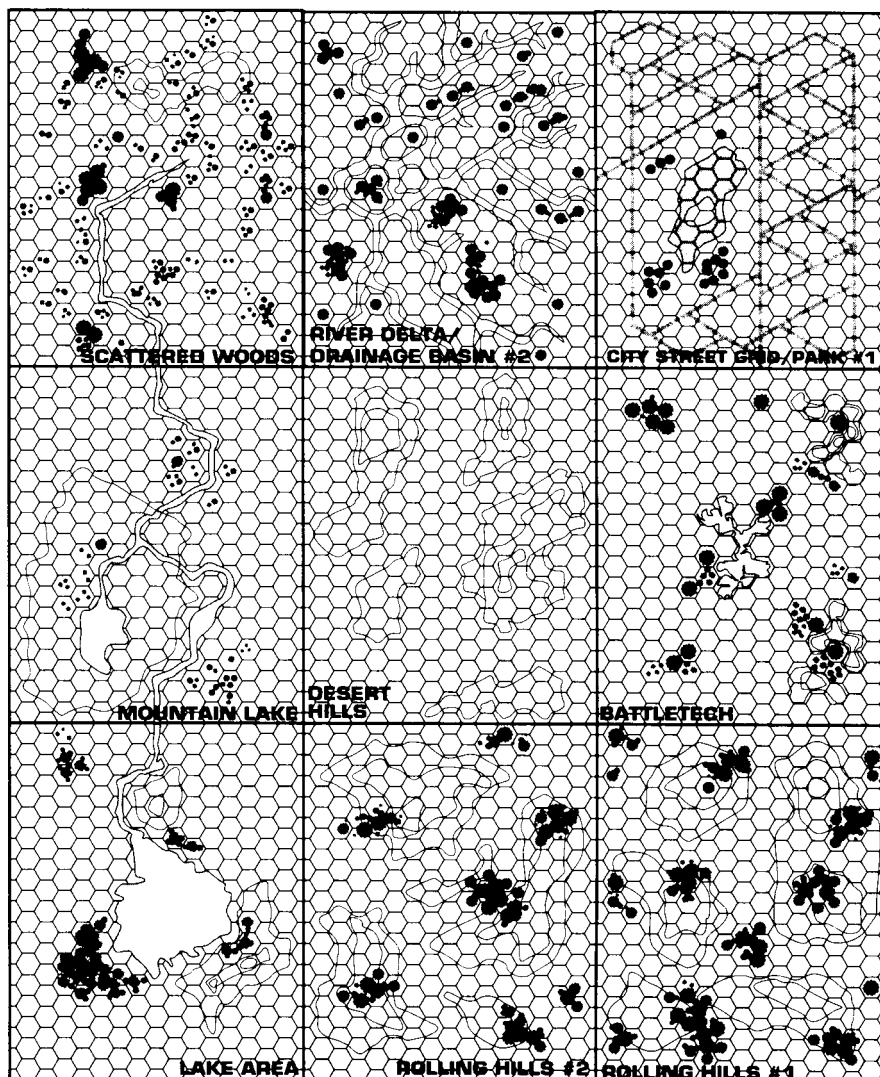 SCATTERED WOODS
RIVER DELTA/
DRAINAGE BASIN #2
CITY STREET GRID/PARK #1
MOUNTAIN LAKE
DESERT
HILLS
BATTLETECH
LAKE AREA
ROLLING HILLS #2
ROLLING HILLS #1